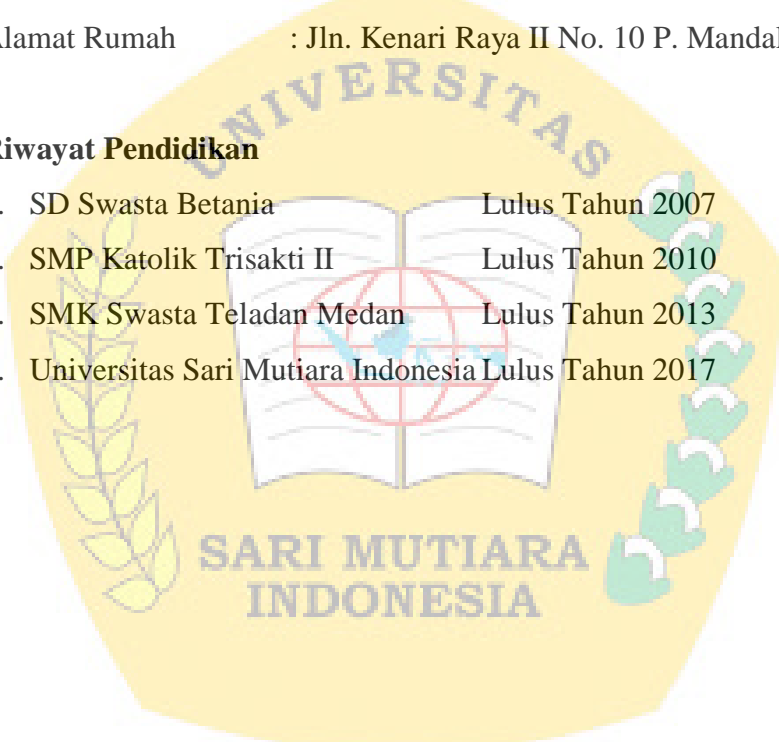 Alamat Rumah : Jln. Kenari Raya II No. 10 P. Mandal
Riwayat Pendidikan
. SD Swasta Betania Lulus Tahun 2007
. SMP Katolik Trisakti II Lulus Tahun 2010
. SMK Swasta Teladan Medan Lulus Tahun 2013
. Universitas Sari Mutiara Indonesia Lulus Tahun 2017
UNIVERSITAS
SARI MUTIARA
INDONESIA